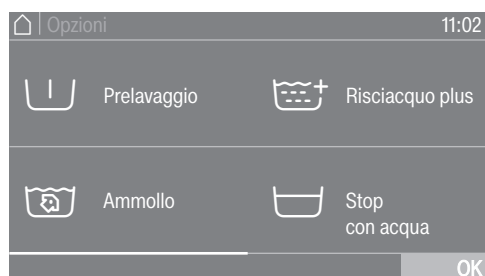 Opzioni
11:02
Prelavaggio
Risciacquo plus
Ammollo
Stop
con acqua
OK